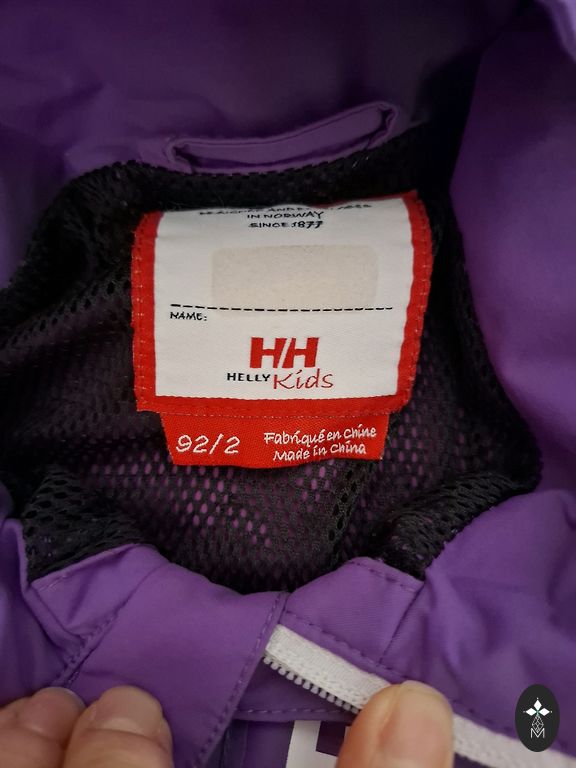 IN NORWAY
SINCE 1877
NAME:
HH
HELLY Kids
92/2
Fabriqué en Chine
Made in China
M